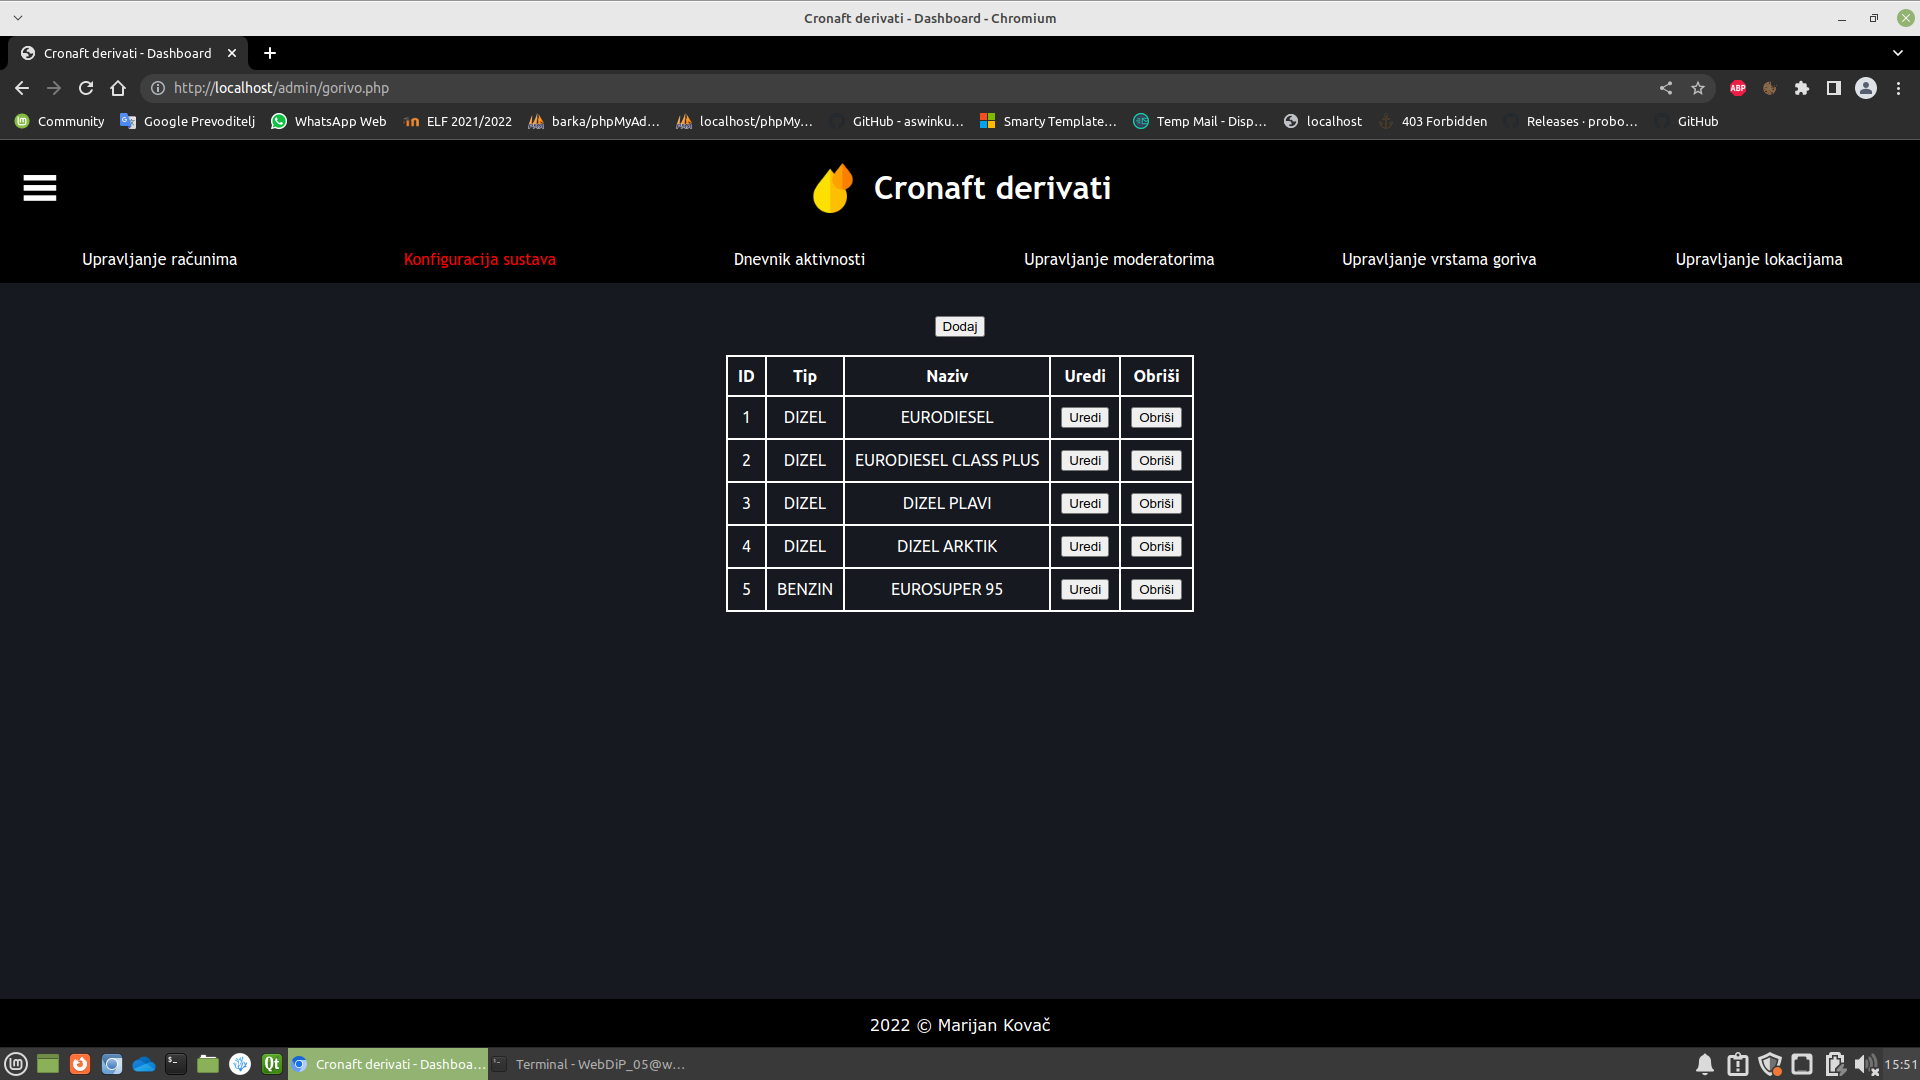 Cronaft derivati - Dashboard - Chromium
Cronaft derivati - Dashboard
http://localhost/admin/gorivo.php
ABP
Community Google Prevoditelj WhatsApp Web ELF 2021/2022 barka/phpMyAd… localhost/phpMy… GitHub - aswinku… Smarty Template… Temp Mail - Disp… localhost 403 Forbidden Releases · probo… GitHub
Cronaft derivati
Upravljanje računima Konfiguracija sustava Dnevnik aktivnosti Upravljanje moderatorima Upravljanje vrstama goriva Upravljanje lokacijama
Dodaj
ID Tip Naziv Uredi Obriši
1 DIZEL EURODIESEL Uredi Obriši
2 DIZEL EURODIESEL CLASS PLUS Uredi Obriši
3 DIZEL DIZEL PLAVI Uredi Obriši
4 DIZEL DIZEL ARKTIK Uredi Obriši
5 BENZIN EUROSUPER 95 Uredi Obriši
2022 © Marijan Kovač
Qt Cronaft derivati - Dashboa… Terminal - WebDiP_05@w… 15:51